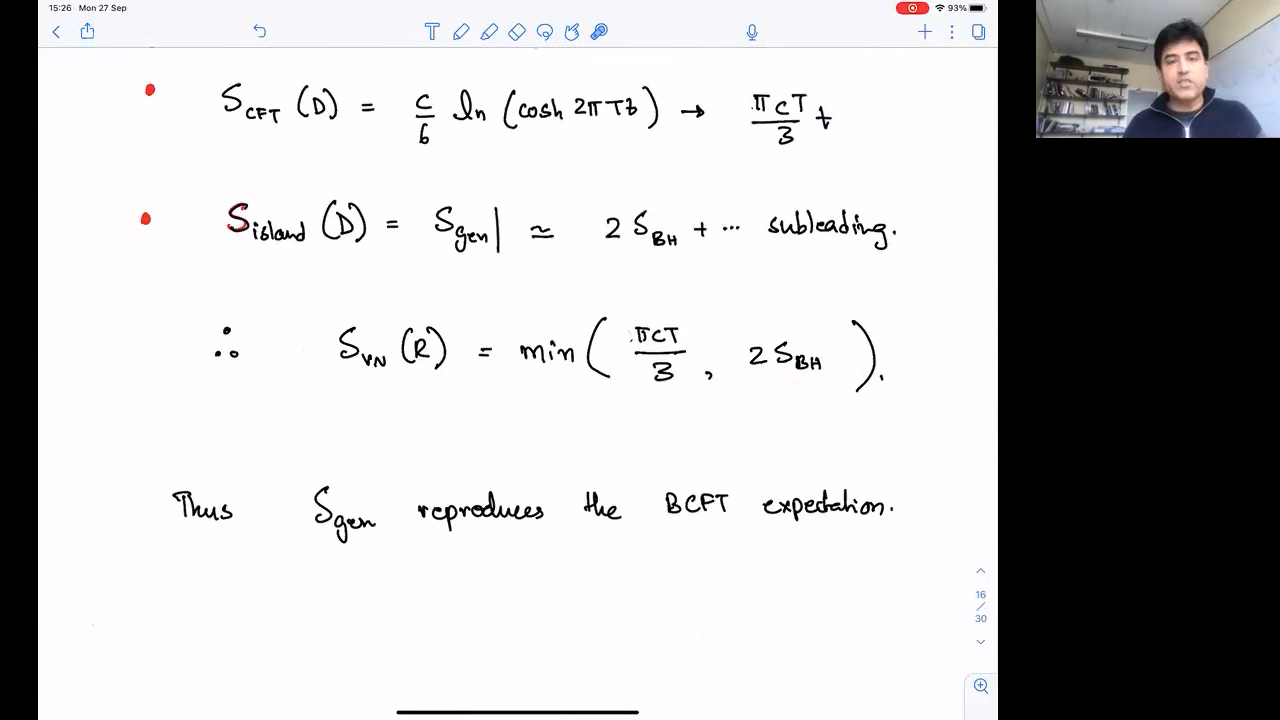 15:26 Mon 27 Sep 93%
S_CFT (D) = c/6 ln (cosh 2πTt) → πcT/3 t
S_island (D) = S_gen| ≃ 2 S_BH + ... subleading.
∴ S_VN (R) = min( πcT/3 , 2 S_BH ).
Thus S_gen reproduces the BCFT expectation.
16
/
30